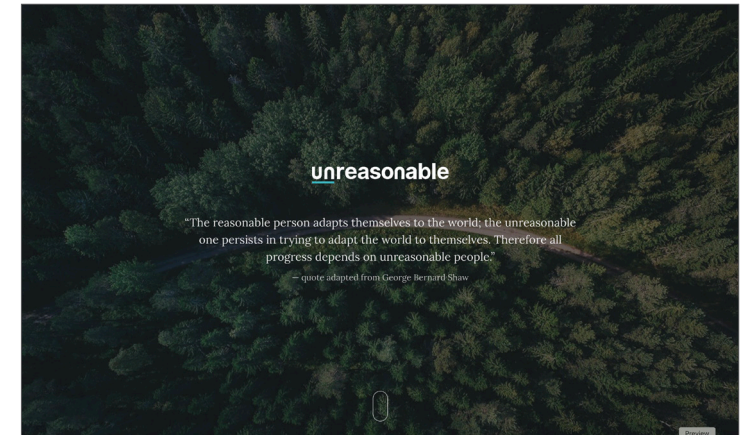 unreasonable
“The reasonable person adapts themselves to the world; the unreasonable
one persists in trying to adapt the world to themselves. Therefore all
progress depends on unreasonable people.”
— quote adapted from George Bernard Shaw
Preview